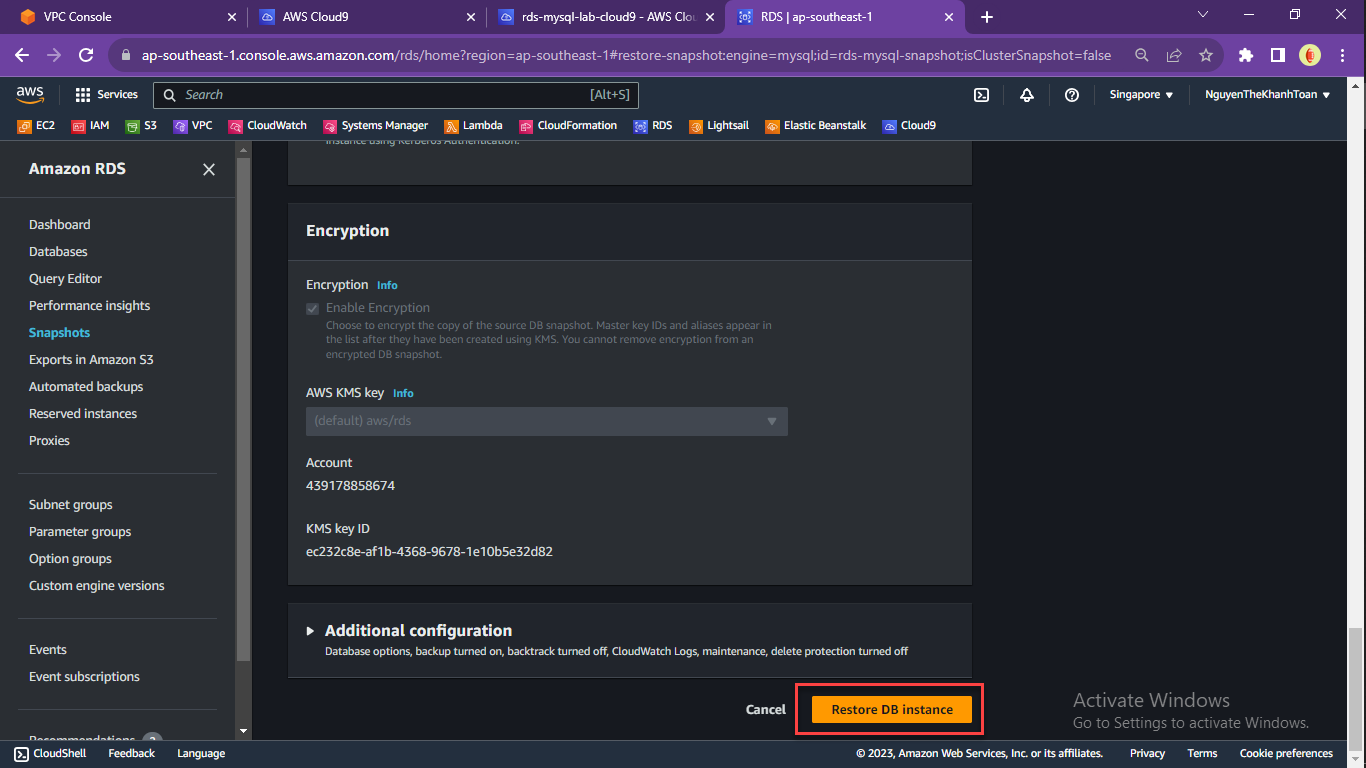 VPC Console
AWS Cloud9
rds-mysql-lab-cloud9 - AWS Clo
RDS | ap-southeast-1
ap-southeast-1.console.aws.amazon.com/rds/home?region=ap-southeast-1#restore-snapshot:engine=mysql;id=rds-mysql-snapshot;isClusterSnapshot=false
aws
Services
Search
[Alt+S]
Singapore
NguyenTheKhanhToan
EC2
IAM
S3
VPC
CloudWatch
Systems Manager
Lambda
CloudFormation
RDS
Lightsail
Elastic Beanstalk
Cloud9
Amazon RDS
Dashboard
Databases
Query Editor
Performance insights
Snapshots
Exports in Amazon S3
Automated backups
Reserved instances
Proxies
Subnet groups
Parameter groups
Option groups
Custom engine versions
Events
Event subscriptions
Recommendations
instance using Kerberos Authentication.
Encryption
Encryption Info
Enable Encryption
Choose to encrypt the copy of the source DB snapshot. Master key IDs and aliases appear in
the list after they have been created using KMS. You cannot remove encryption from an
encrypted DB snapshot.
AWS KMS key Info
(default) aws/rds
Account
439178858674
KMS key ID
ec232c8e-af1b-4368-9678-1e10b5e32d82
Additional configuration
Database options, backup turned on, backtrack turned off, CloudWatch Logs, maintenance, delete protection turned off
Cancel
Restore DB instance
Activate Windows
Go to Settings to activate Windows.
CloudShell
Feedback
Language
© 2023, Amazon Web Services, Inc. or its affiliates.
Privacy
Terms
Cookie preferences